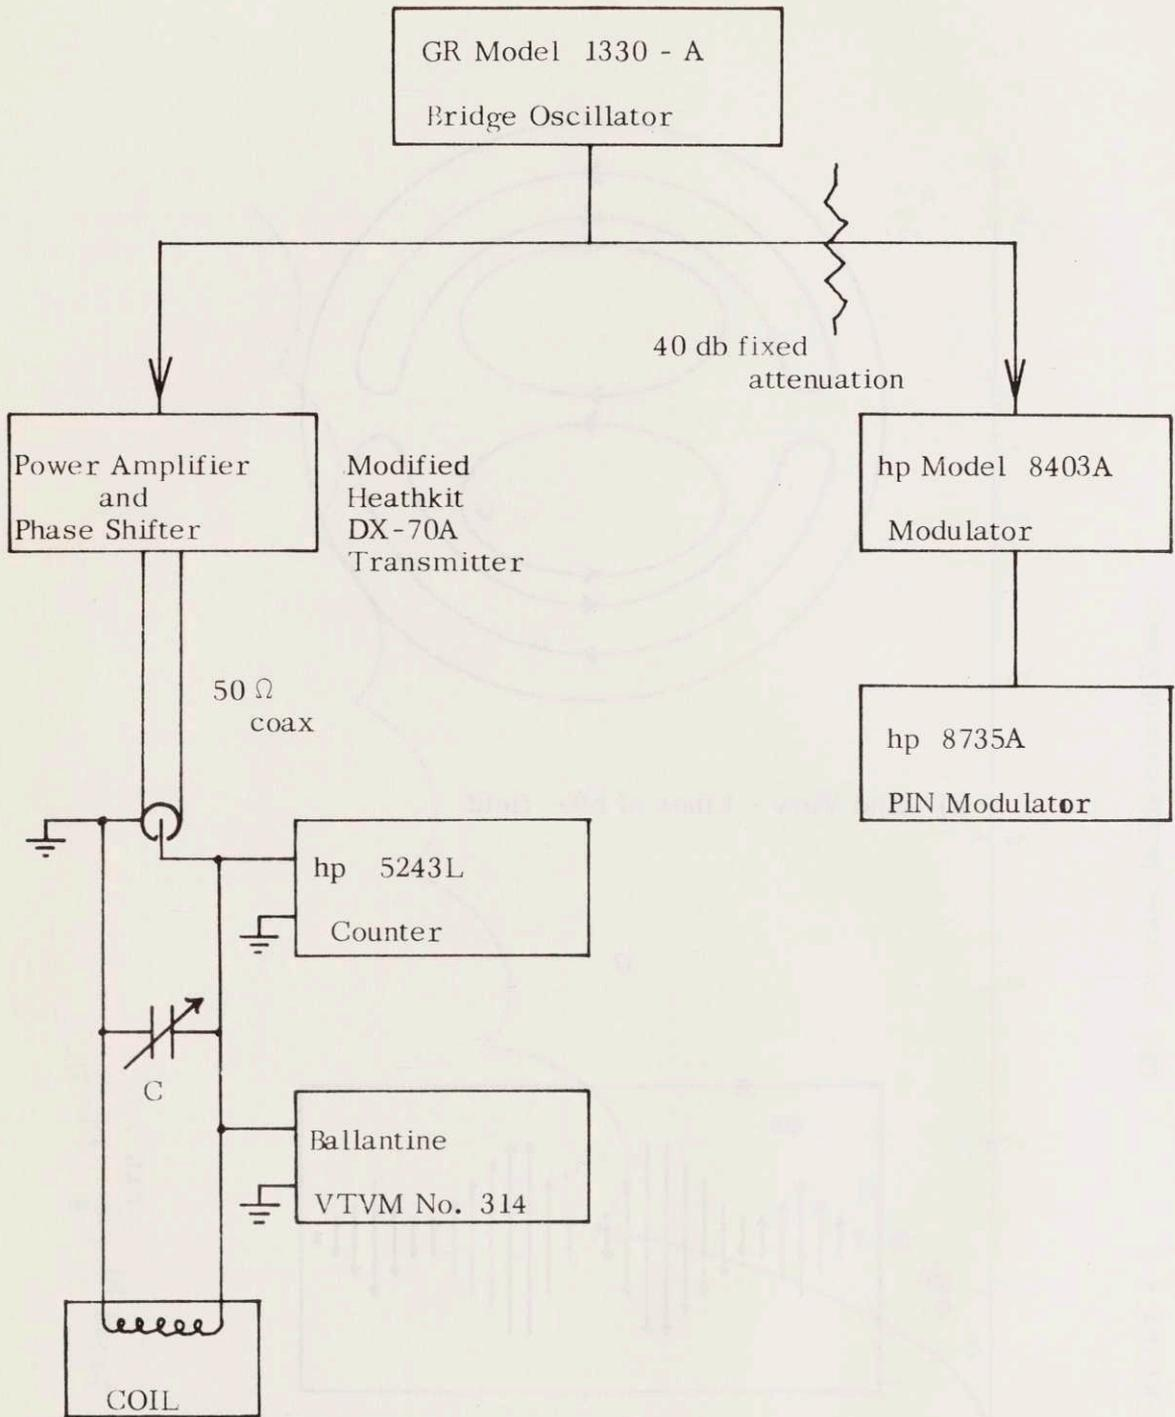 GR Model 1330 - A
Bridge Oscillator
40 db fixed
attenuation
Power Amplifier
and
Phase Shifter
Modified
Heathkit
DX-70A
Transmitter
hp Model 8403A
Modulator
50 Ω
coax
hp 8735A
PIN Modulator
hp 5243L
Counter
C
Ballantine
VTVM No. 314
COIL